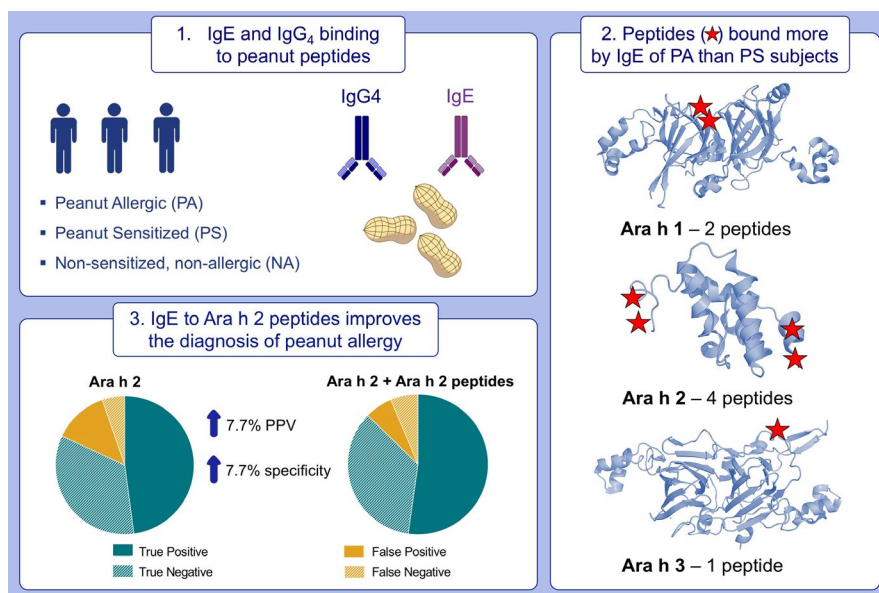 1. IgE and IgG₄ binding
to peanut peptides
IgG4
IgE
▪ Peanut Allergic (PA)
▪ Peanut Sensitized (PS)
▪ Non-sensitized, non-allergic (NA)
2. Peptides (★) bound more
by IgE of PA than PS subjects
Ara h 1 – 2 peptides
Ara h 2 – 4 peptides
Ara h 3 – 1 peptide
3. IgE to Ara h 2 peptides improves
the diagnosis of peanut allergy
Ara h 2
Ara h 2 + Ara h 2 peptides
7.7% PPV
7.7% specificity
True Positive
True Negative
False Positive
False Negative